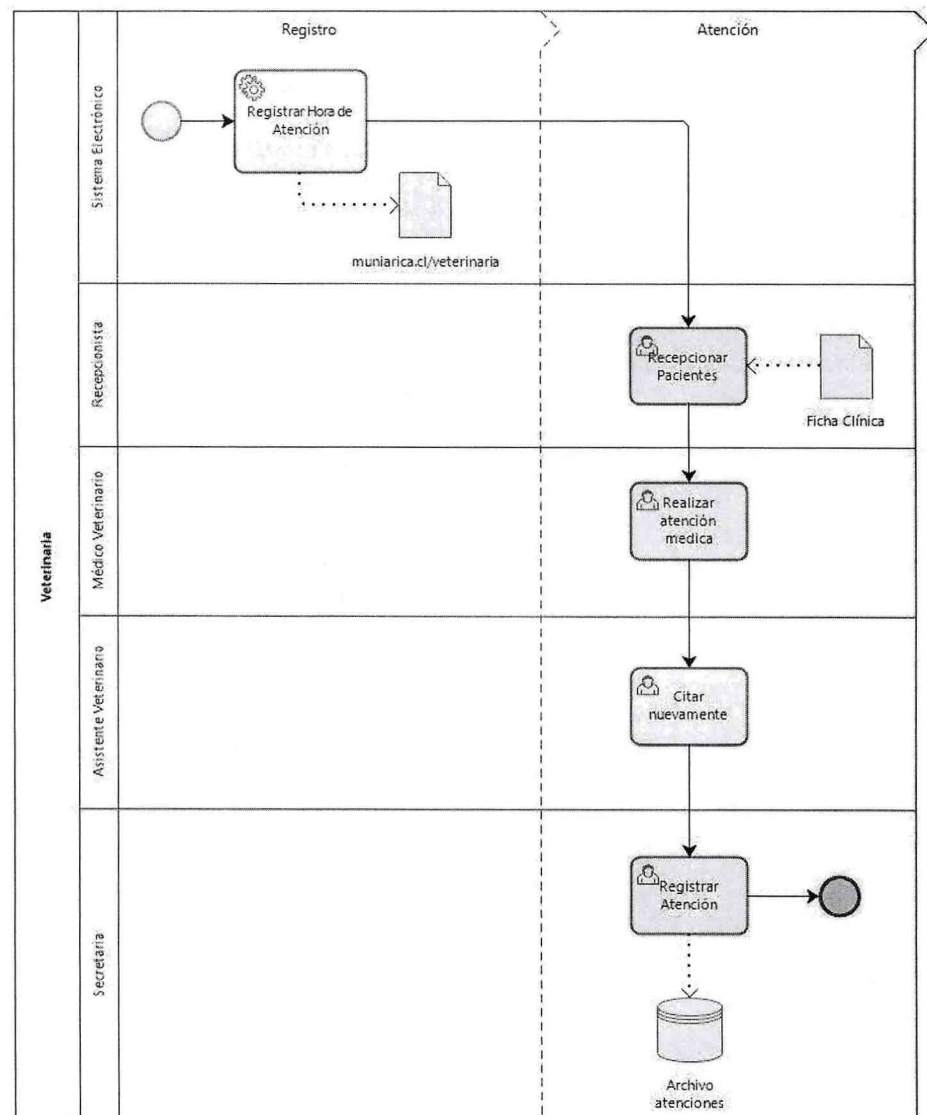 Registro
Atención
Veterinaria
Sistema Electrónico
Registrar Hora de
Atención
muniarica.cl/veterinaria
Recepcionista
Recepcionar
Pacientes
Ficha Clínica
Médico Veterinario
Realizar
atención
medica
Asistente Veterinario
Citar
nuevamente
Secretaria
Registrar
Atención
Archivo
atenciones